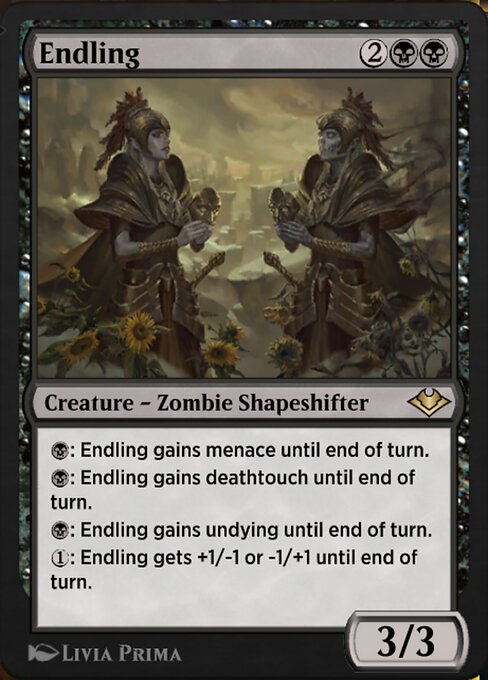 Endling 2
Creature – Zombie Shapeshifter
: Endling gains menace until end of turn.
: Endling gains deathtouch until end of
turn.
: Endling gains undying until end of turn.
1: Endling gets +1/-1 or -1/+1 until end of
turn.
3/3
Livia Prima